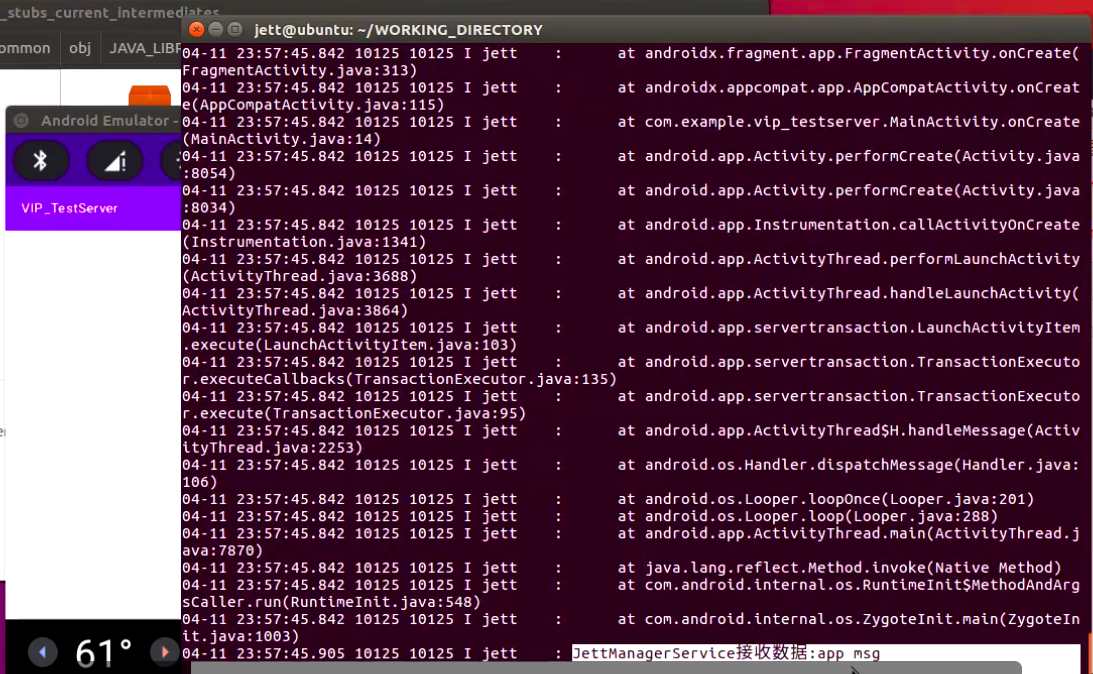 _stubs_current_intermediates
ommon
obj
JAVA_LIBR
jett@ubuntu: ~/WORKING_DIRECTORY
Android Emulator -
VIP_TestServer
61°
04-11 23:57:45.842 10125 10125 I jett    :      at androidx.fragment.app.FragmentActivity.onCreate(
FragmentActivity.java:313)
04-11 23:57:45.842 10125 10125 I jett    :      at androidx.appcompat.app.AppCompatActivity.onCreat
e(AppCompatActivity.java:115)
04-11 23:57:45.842 10125 10125 I jett    :      at com.example.vip_testserver.MainActivity.onCreate
(MainActivity.java:14)
04-11 23:57:45.842 10125 10125 I jett    :      at android.app.Activity.performCreate(Activity.java
:8054)
04-11 23:57:45.842 10125 10125 I jett    :      at android.app.Activity.performCreate(Activity.java
:8034)
04-11 23:57:45.842 10125 10125 I jett    :      at android.app.Instrumentation.callActivityOnCreate
(Instrumentation.java:1341)
04-11 23:57:45.842 10125 10125 I jett    :      at android.app.ActivityThread.performLaunchActivity
(ActivityThread.java:3688)
04-11 23:57:45.842 10125 10125 I jett    :      at android.app.ActivityThread.handleLaunchActivity(
ActivityThread.java:3864)
04-11 23:57:45.842 10125 10125 I jett    :      at android.app.servertransaction.LaunchActivityItem
.execute(LaunchActivityItem.java:103)
04-11 23:57:45.842 10125 10125 I jett    :      at android.app.servertransaction.TransactionExecuto
r.executeCallbacks(TransactionExecutor.java:135)
04-11 23:57:45.842 10125 10125 I jett    :      at android.app.servertransaction.TransactionExecuto
r.execute(TransactionExecutor.java:95)
04-11 23:57:45.842 10125 10125 I jett    :      at android.app.ActivityThread$H.handleMessage(Activ
ityThread.java:2253)
04-11 23:57:45.842 10125 10125 I jett    :      at android.os.Handler.dispatchMessage(Handler.java:
106)
04-11 23:57:45.842 10125 10125 I jett    :      at android.os.Looper.loopOnce(Looper.java:201)
04-11 23:57:45.842 10125 10125 I jett    :      at android.os.Looper.loop(Looper.java:288)
04-11 23:57:45.842 10125 10125 I jett    :      at android.app.ActivityThread.main(ActivityThread.j
ava:7870)
04-11 23:57:45.842 10125 10125 I jett    :      at java.lang.reflect.Method.invoke(Native Method)
04-11 23:57:45.842 10125 10125 I jett    :      at com.android.internal.os.RuntimeInit$MethodAndArg
sCaller.run(RuntimeInit.java:548)
04-11 23:57:45.842 10125 10125 I jett    :      at com.android.internal.os.ZygoteInit.main(ZygoteIn
it.java:1003)
04-11 23:57:45.905 10125 10125 I jett    : JettManagerService接收数据:app msg